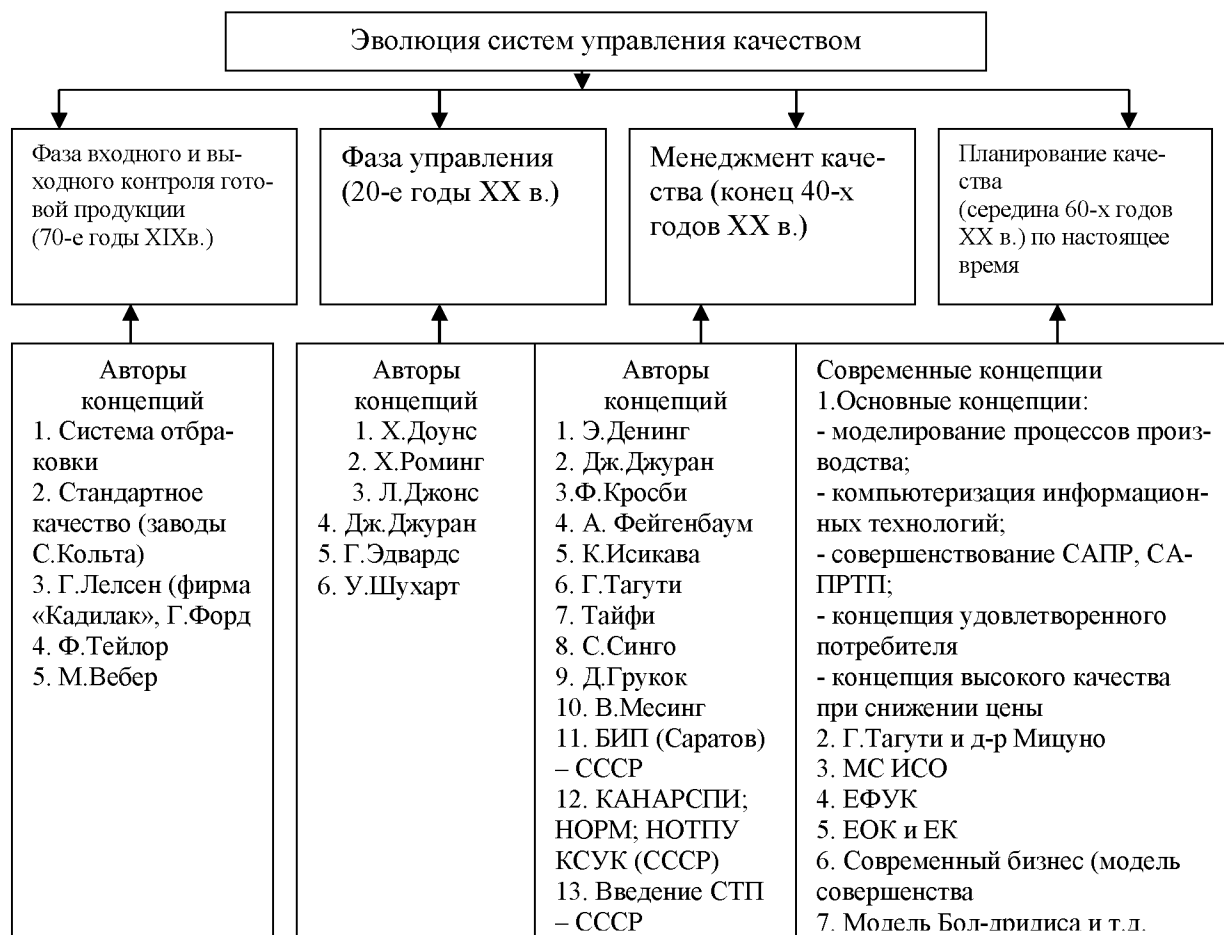 Эволюция систем управления качеством
Фаза входного и вы-
ходного контроля гото-
вой продукции
(70-е годы XIXв.)
Фаза управления
(20-е годы XX в.)
Менеджмент каче-
ства (конец 40-х
годов XX в.)
Планирование каче-
ства
(середина 60-х годов
XX в.) по настоящее
время
Авторы
концепций
1. Система отбра-
ковки
2. Стандартное
качество (заводы
С.Кольта)
3. Г.Лелсен (фирма
«Кадилак», Г.Форд
4. Ф.Тейлор
5. М.Вебер
Авторы
концепций
1. Х.Доунс
2. Х.Роминг
3. Л.Джонс
4. Дж.Джуран
5. Г.Эдвардс
6. У.Шухарт
Авторы
концепций
1. Э.Денинг
2. Дж.Джуран
3.Ф.Кросби
4. А. Фейгенбаум
5. К.Исикава
6. Г.Тагути
7. Тайфи
8. С.Синго
9. Д.Грукок
10. В.Месинг
11. БИП (Саратов)
– СССР
12. КАНАРСПИ;
НОРМ; НОТПУ
КСУК (СССР)
13. Введение СТП
– СССР
Современные концепции
1.Основные концепции:
- моделирование процессов произ-
водства;
- компьютеризация информацион-
ных технологий;
- совершенствование САПР, СА-
ПРТП;
- концепция удовлетворенного
потребителя
- концепция высокого качества
при снижении цены
2. Г.Тагути и д-р Мицуно
3. МС ИСО
4. ЕФУК
5. ЕОК и ЕК
6. Современный бизнес (модель
совершенства
7. Модель Бол-дридиса и т.д.